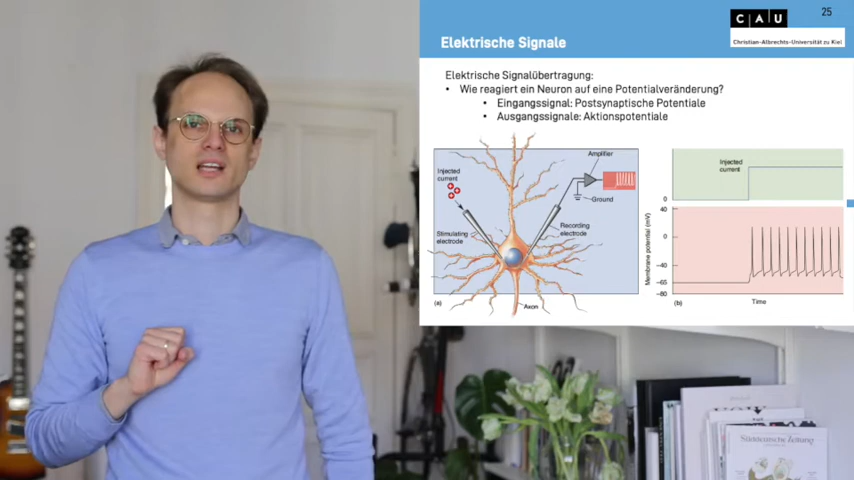 25
CAU
Christian-Albrechts-Universität zu Kiel
Elektrische Signale
Elektrische Signalübertragung:
• Wie reagiert ein Neuron auf eine Potentialveränderung?
• Eingangssignal: Postsynaptische Potentiale
• Ausgangssignale: Aktionspotentiale
Injected
current
Amplifier
Ground
Stimulating
electrode
Recording
electrode
Axon
(a)
Injected
current
0
40
0
−40
−65
−80
Membrane potential (mV)
(b)
Time
Süddeutsche Zeitung